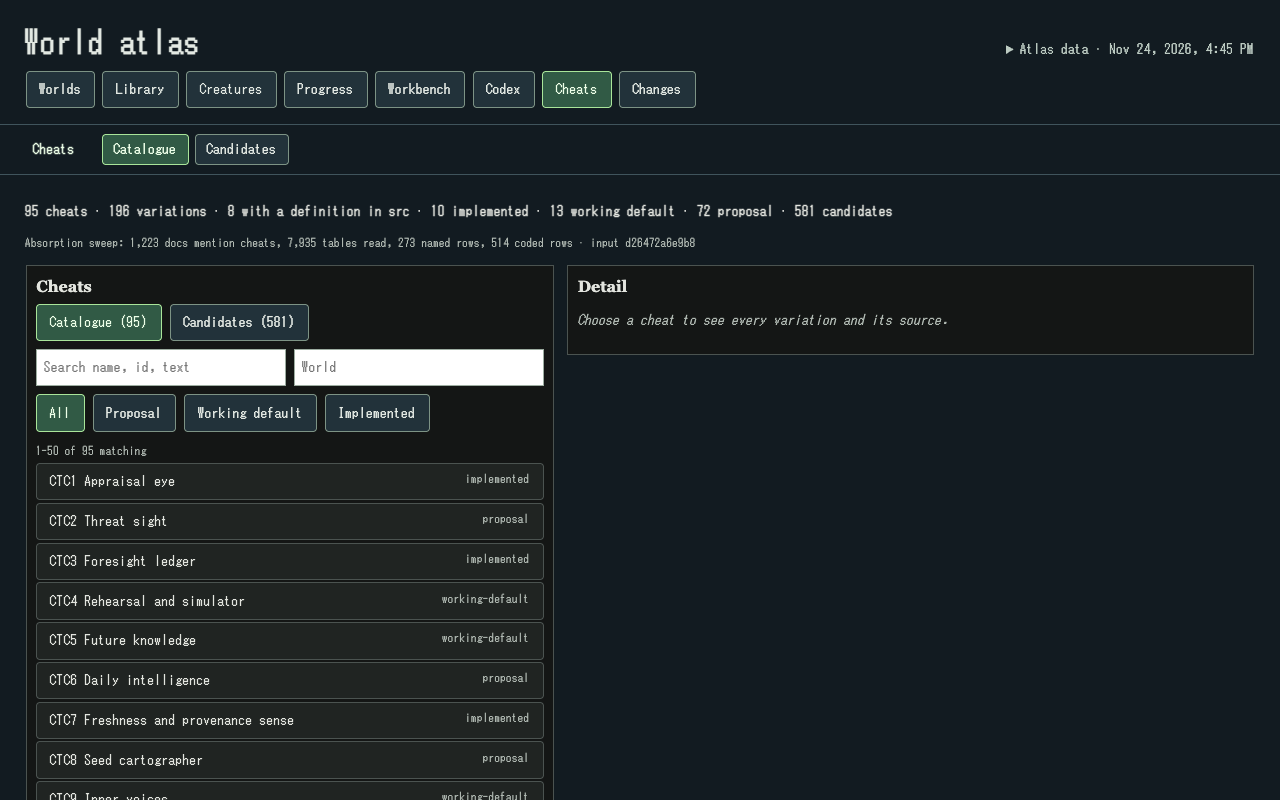 World atlas
▶ Atlas data · Nov 24, 2026, 4:45 PM
Worlds Library Creatures Progress Workbench Codex Cheats Changes
Cheats Catalogue Candidates
95 cheats · 196 variations · 8 with a definition in src · 10 implemented · 13 working default · 72 proposal · 581 candidates
Absorption sweep: 1,223 docs mention cheats, 7,935 tables read, 273 named rows, 514 coded rows · input d26472a6e9b8
Cheats
Catalogue (95) Candidates (581)
Search name, id, text World
All Proposal Working default Implemented
1-50 of 95 matching
CTC1 Appraisal eye implemented
CTC2 Threat sight proposal
CTC3 Foresight ledger implemented
CTC4 Rehearsal and simulator working-default
CTC5 Future knowledge working-default
CTC6 Daily intelligence proposal
CTC7 Freshness and provenance sense implemented
CTC8 Seed cartographer proposal
CTC9 Inner voices working-default
Detail
Choose a cheat to see every variation and its source.